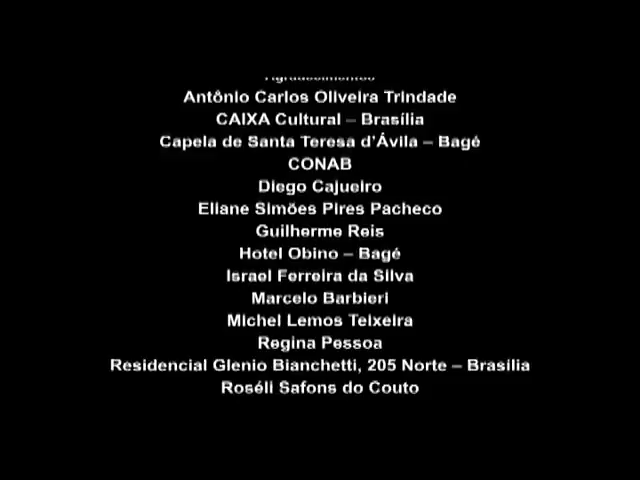 Agradecimentos
Antônio Carlos Oliveira Trindade
CAIXA Cultural – Brasília
Capela de Santa Teresa d'Ávila – Bagé
CONAB
Diego Cajueiro
Eliane Simões Pires Pacheco
Guilherme Reis
Hotel Obino – Bagé
Israel Ferreira da Silva
Marcelo Barbieri
Michel Lemos Teixeira
Regina Pessoa
Residencial Glenio Bianchetti, 205 Norte – Brasília
Roséli Safons do Couto